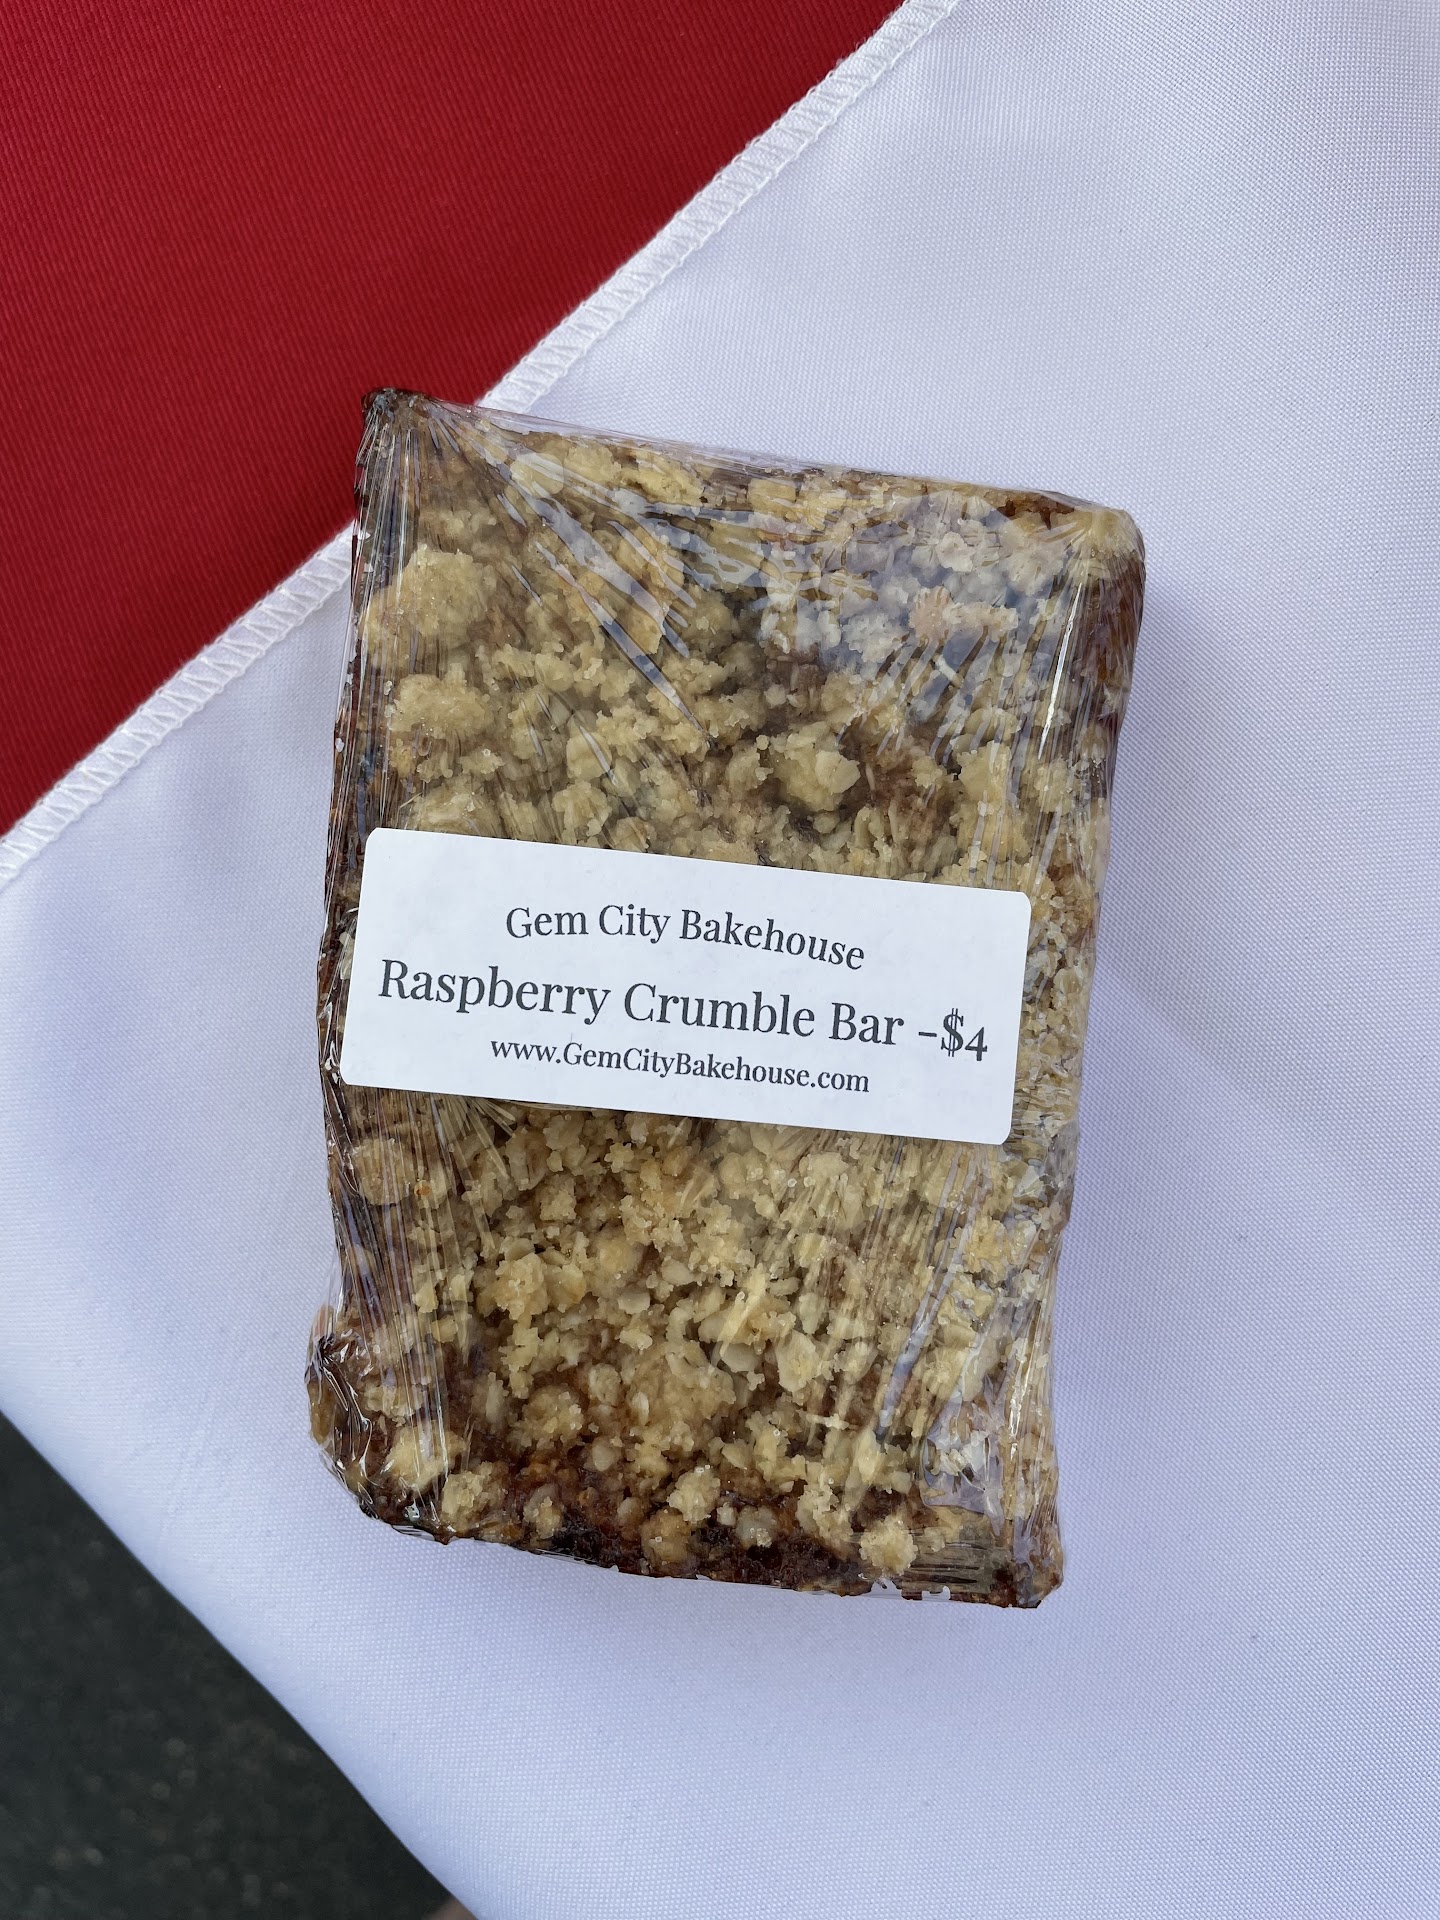 Gem City Bakehouse
Raspberry Crumble Bar -$4
www.GemCityBakehouse.com